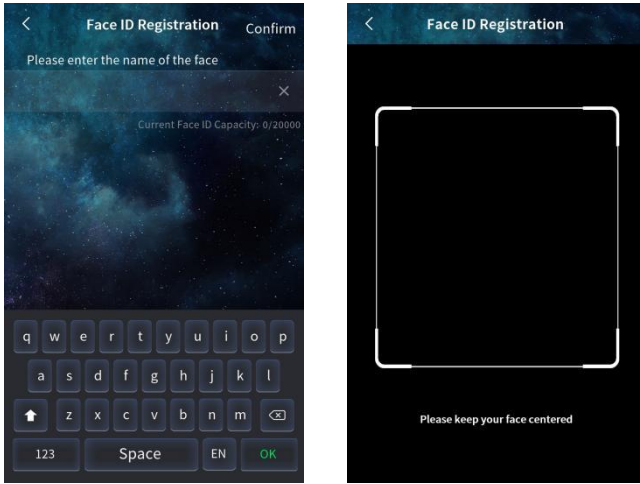 Face ID Registration
Confirm
Please enter the name of the face
Current Face ID Capacity: 0/20000
q w e r t y u i o p
a s d f g h j k l
z x c v b n m
123 Space EN OK
Face ID Registration
Please keep your face centered